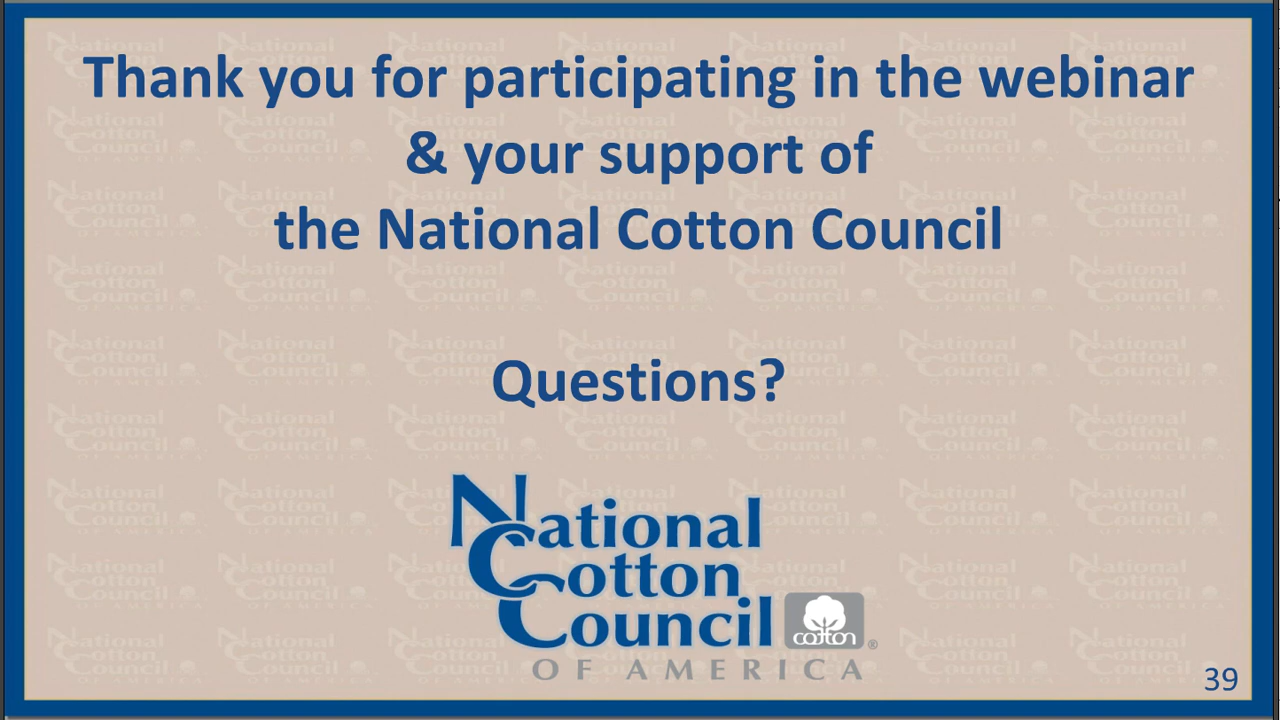 Thank you for participating in the webinar
& your support of
the National Cotton Council
Questions?
National
Cotton
Council
cotton
®
OF AMERICA
39